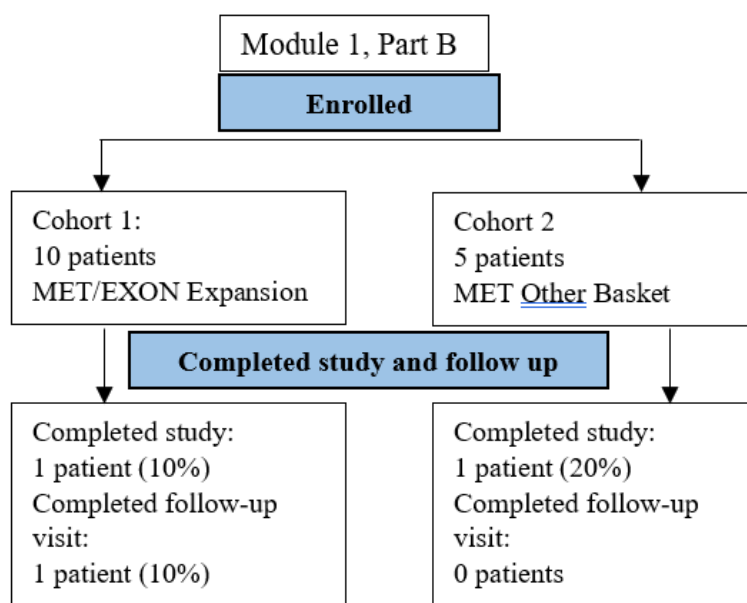 Module 1, Part B
Enrolled
Cohort 1:
10 patients
MET/EXON Expansion
Cohort 2
5 patients
MET Other Basket
Completed study and follow up
Completed study:
1 patient (10%)
Completed follow-up
visit:
1 patient (10%)
Completed study:
1 patient (20%)
Completed follow-up
visit:
0 patients